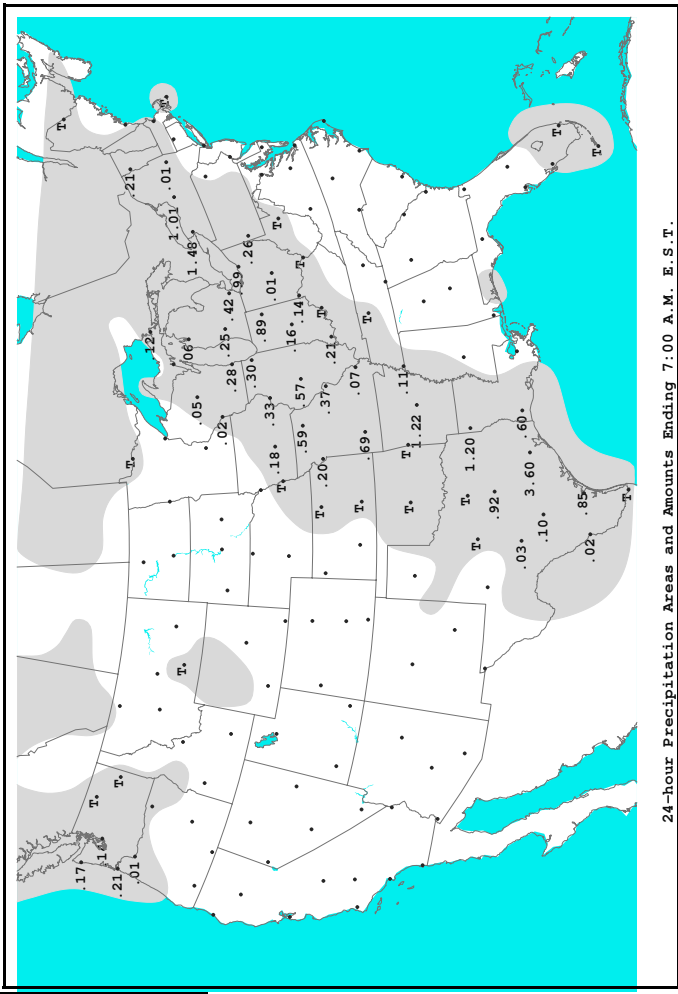 T
.17
T
.21
T
.21
T
.01
.12
T
.01
1.01
T
.06
1.48
.05
.02
.25
.42
.28
.99
.26
.30
.89
.33
.01
.18
T
T
.16
.14
.57
T
.59
T
T
.20
.37
.21
.07
T
.69
T
.11
T
T
1.22
T
1.20
T
.92
.03
.60
3.60
.10
T
.85
.02
T
T
24-hour Precipitation Areas and Amounts Ending 7:00 A.M. E.S.T.